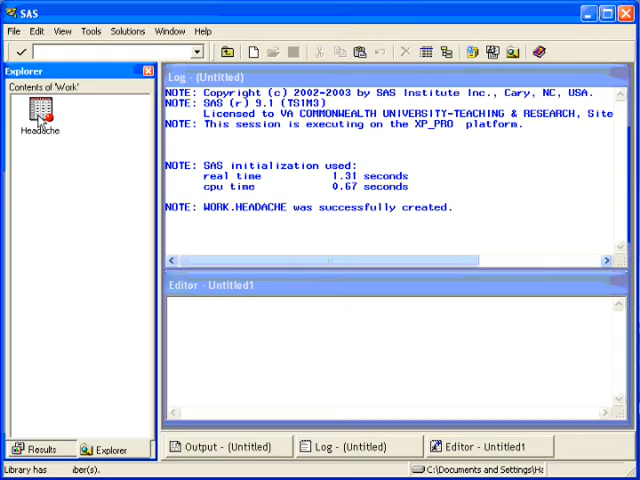 SAS
File Edit View Tools Solutions Window Help
Explorer
Contents of 'Work'
Headache
Log - (Untitled)
NOTE: Copyright (c) 2002-2003 by SAS Institute Inc., Cary, NC, USA.
NOTE: SAS (r) 9.1 (TS1M3)
Licensed to VA COMMONWEALTH UNIVERSITY-TEACHING & RESEARCH, Site
NOTE: This session is executing on the XP_PRO platform.
NOTE: SAS initialization used:
real time 1.31 seconds
cpu time 0.67 seconds
NOTE: WORK.HEADACHE was successfully created.
Editor - Untitled1
Results Explorer
Output - (Untitled) Log - (Untitled) Editor - Untitled1
Library has ber(s). C:\Documents and Settings\Ha